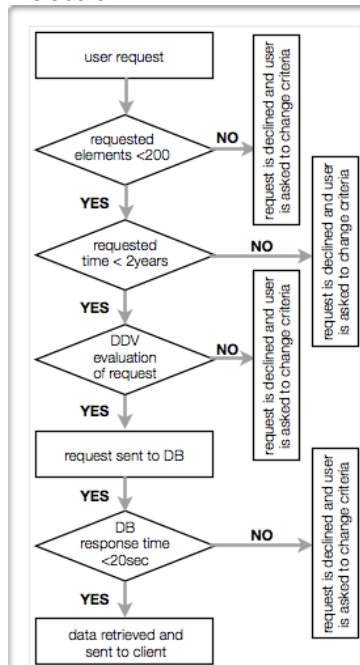 user request
requested
elements <200
NO
request is declined and user
is asked to change criteria
YES
requested
time < 2years
NO
request is declined and user
is asked to change criteria
YES
DDV
evaluation
of request
NO
request is declined and user
is asked to change criteria
YES
request sent to DB
YES
DB
response time
<20sec
NO
request is declined and user
is asked to change criteria
YES
data retrieved and
sent to client